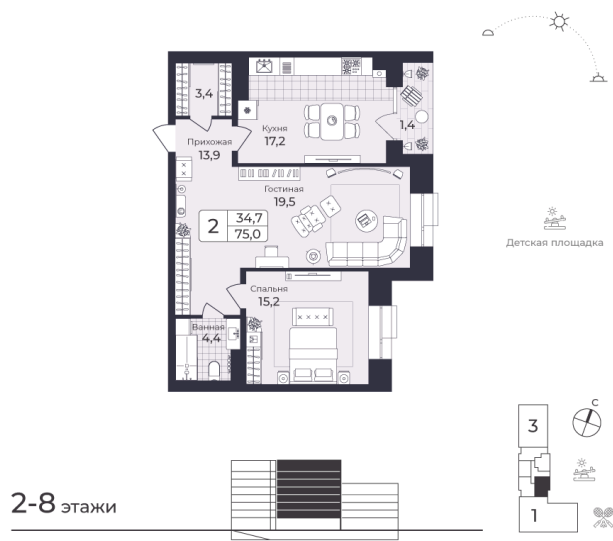 3,4
Прихожая
13,9
Кухня
17,2
1,4
Гостиная
19,5
2
34,7
75,0
Спальня
15,2
Ванная
4,4
Детская площадка
С
3
1
2-8 этажи